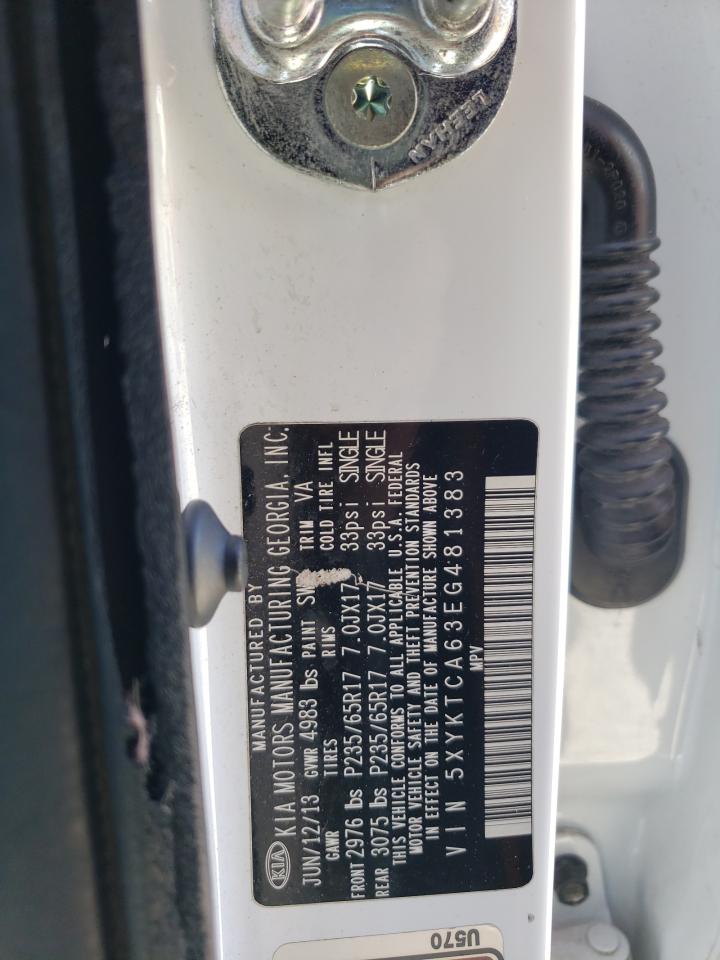 MANUFACTURED BY
KIA KIA MOTORS MANUFACTURING GEORGIA, INC.
JUN/12/13 GVWR 4983 lbs PAINT SW TRIM VA
GAWR TIRES RIMS COLD TIRE INFL
FRONT 2976 lbs P235/65R17 7.0JX17 33psi SINGLE
REAR 3075 lbs P235/65R17 7.0JX17 33psi SINGLE
THIS VEHICLE CONFORMS TO ALL APPLICABLE U.S.A. FEDERAL
MOTOR VEHICLE SAFETY AND THEFT PREVENTION STANDARDS
IN EFFECT ON THE DATE OF MANUFACTURE SHOWN ABOVE
VIN 5XYKTCA63EG481383
MPV
U570